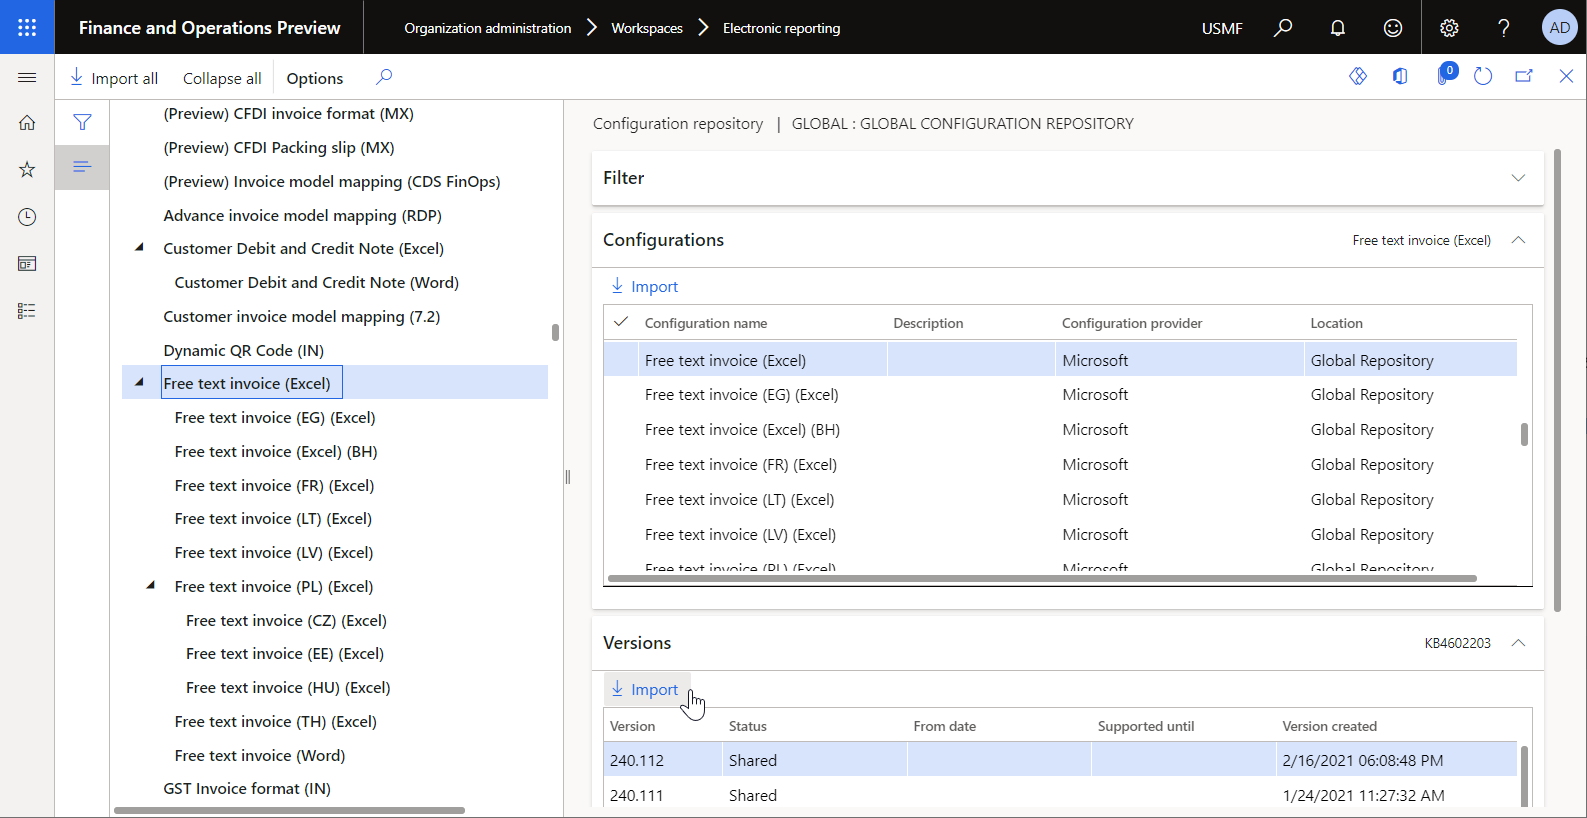 Finance and Operations Preview
Organization administration
Workspaces
Electronic reporting
USMF
?
AD
Import all
Collapse all
Options
0
(Preview) CFDI invoice format (MX)
(Preview) CFDI Packing slip (MX)
(Preview) Invoice model mapping (CDS FinOps)
Advance invoice model mapping (RDP)
Customer Debit and Credit Note (Excel)
Customer Debit and Credit Note (Word)
Customer invoice model mapping (7.2)
Dynamic QR Code (IN)
Free text invoice (Excel)
Free text invoice (EG) (Excel)
Free text invoice (Excel) (BH)
Free text invoice (FR) (Excel)
Free text invoice (LT) (Excel)
Free text invoice (LV) (Excel)
Free text invoice (PL) (Excel)
Free text invoice (CZ) (Excel)
Free text invoice (EE) (Excel)
Free text invoice (HU) (Excel)
Free text invoice (TH) (Excel)
Free text invoice (Word)
GST Invoice format (IN)
Configuration repository | GLOBAL : GLOBAL CONFIGURATION REPOSITORY
Filter
Configurations Free text invoice (Excel)
Import
Configuration name Description Configuration provider Location
Free text invoice (Excel) Microsoft Global Repository
Free text invoice (EG) (Excel) Microsoft Global Repository
Free text invoice (Excel) (BH) Microsoft Global Repository
Free text invoice (FR) (Excel) Microsoft Global Repository
Free text invoice (LT) (Excel) Microsoft Global Repository
Free text invoice (LV) (Excel) Microsoft Global Repository
Free text invoice (PL) (Excel) Microsoft Global Repository
Versions KB4602203
Import
Version Status From date Supported until Version created
240.112 Shared 2/16/2021 06:08:48 PM
240.111 Shared 1/24/2021 11:27:32 AM